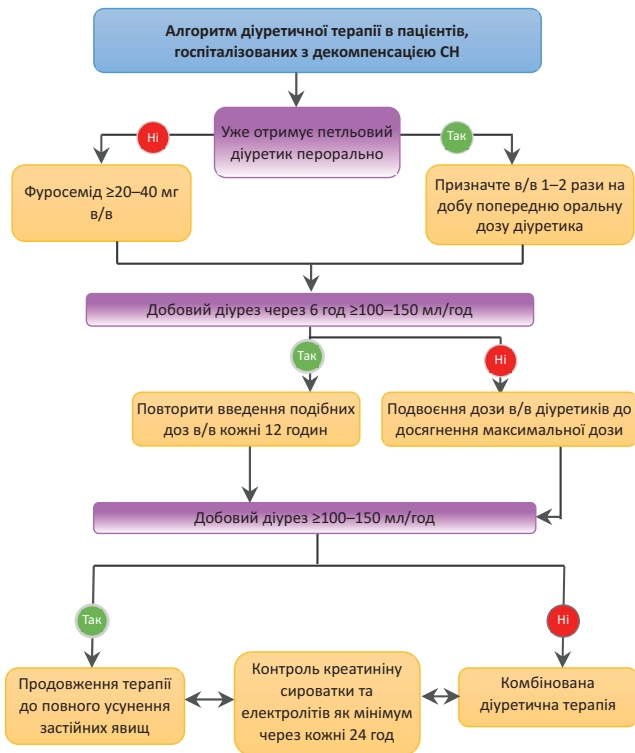 Алгоритм діуретичної терапії в пацієнтів,
госпіталізованих з декомпенсацією СН
Ні
Уже отримує петльовий
діуретик перорально
Так
Фуросемід ≥20–40 мг
в/в
Призначте в/в 1–2 рази на
добу попередню оральну
дозу діуретика
Добовий діурез через 6 год ≥100–150 мл/год
Так
Ні
Повторити введення подібних
доз в/в кожні 12 годин
Подвоєння дози в/в діуретиків до
досягнення максимальної дози
Добовий діурез ≥100–150 мл/год
Так
Ні
Продовження терапії
до повного усунення
застійних явищ
Контроль креатиніну
сироватки та
електролітів як мінімум
через кожні 24 год
Комбінована
діуретична терапія